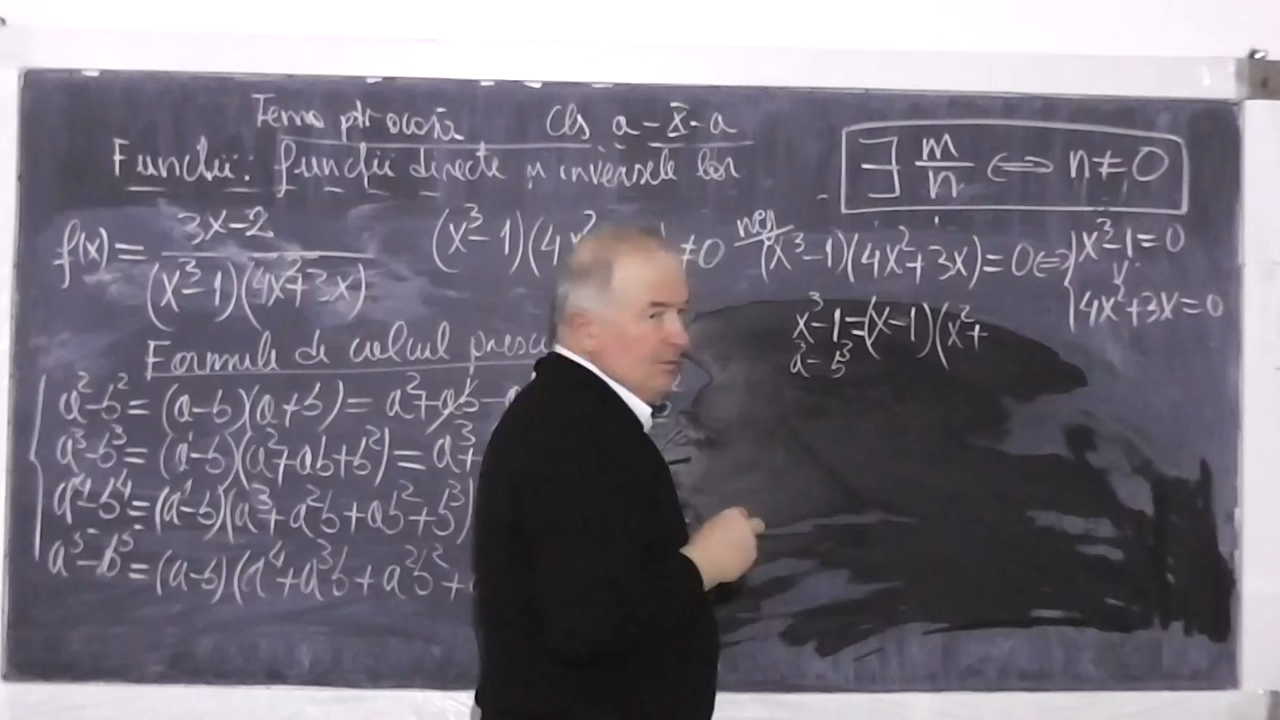 Tema ptr acasă cls a-X-a
Funcții: funcții directe și inversele lor
∃ m/n ⟺ n≠0
f(x)= (3x-2)/((x³-1)(4x²+3x)) (x³-1)(4x² ≠0 neg (x³-1)(4x²+3x)=0⟺ { x³-1=0
v
4x²+3x=0
x³-1=(x-1)(x²+
a³-b³
Formule de calcul presc
a²-b²=(a-b)(a+b)=a²+ab-a
a³-b³=(a-b)(a²+ab+b²)=a³+
a⁴-b⁴=(a-b)(a³+a²b+ab²+b³)
a⁵-b⁵=(a-b)(a⁴+a³b+a²b²+